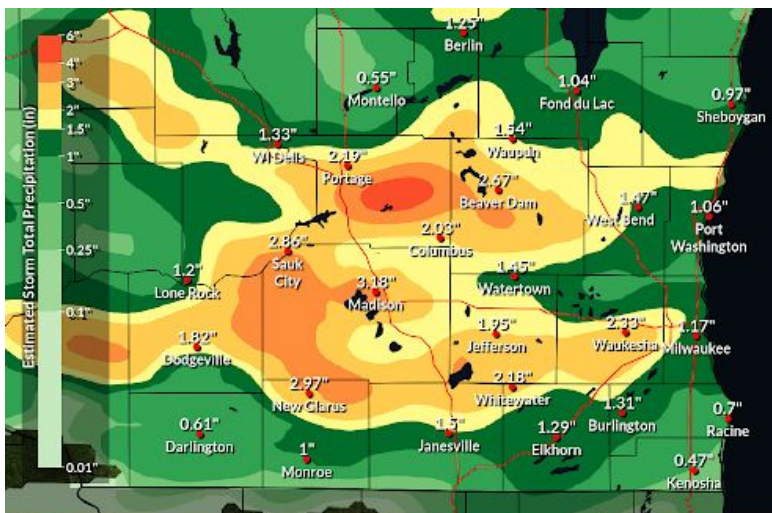 Estimated Storm Total Precipitation (in)
6"
4"
3"
2"
1.5"
1"
0.5"
0.25"
0.1"
0.01"
1.25"
Berlin
0.55"
Montello
1.04"
Fond du Lac
0.97"
Sheboygan
1.33"
WI Dells
2.19"
Portage
1.54"
Waupun
2.67"
Beaver Dam
1.47"
West Bend
1.06"
Port
Washington
2.03"
Columbus
2.86"
Sauk
City
1.2"
Lone Rock
3.18"
Madison
1.45"
Watertown
1.82"
Dodgeville
1.95"
Jefferson
2.33"
Waukesha
1.17"
Milwaukee
2.97"
New Glarus
2.18"
Whitewater
0.61"
Darlington
1"
Monroe
1.5"
Janesville
1.29"
Elkhorn
1.31"
Burlington
0.7"
Racine
0.47"
Kenosha